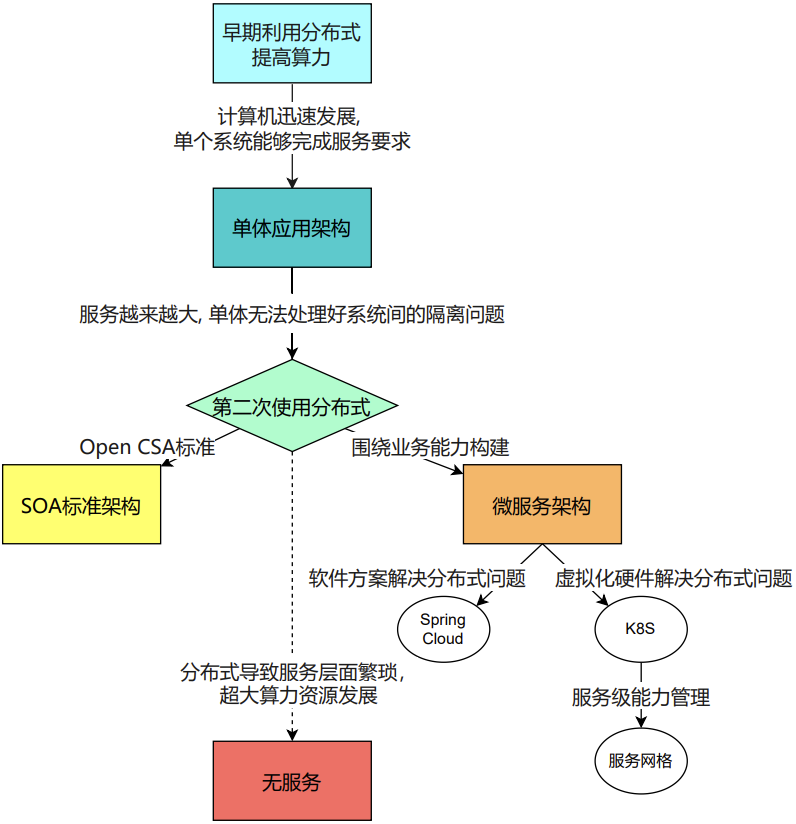 早期利用分布式
提高算力
计算机迅速发展,
单个系统能够完成服务要求
单体应用架构
服务越来越大, 单体无法处理好系统间的隔离问题
第二次使用分布式
Open CSA标准
围绕业务能力构建
SOA标准架构
微服务架构
软件方案解决分布式问题
虚拟化硬件解决分布式问题
Spring
Cloud
K8S
分布式导致服务层面繁琐,
超大算力资源发展
服务级能力管理
无服务
服务网格